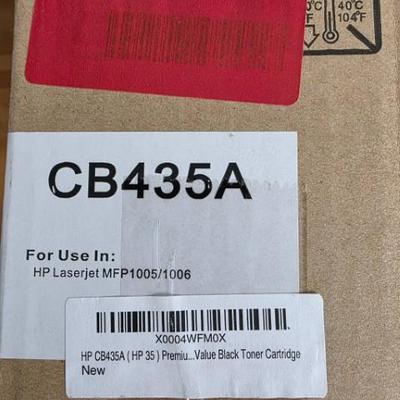 40°C
104°F
CB435A
For Use In:
HP Laserjet MFP1005/1006
X0004WFM0X
HP CB435A ( HP 35 ) Premiu...Value Black Toner Cartridge
New